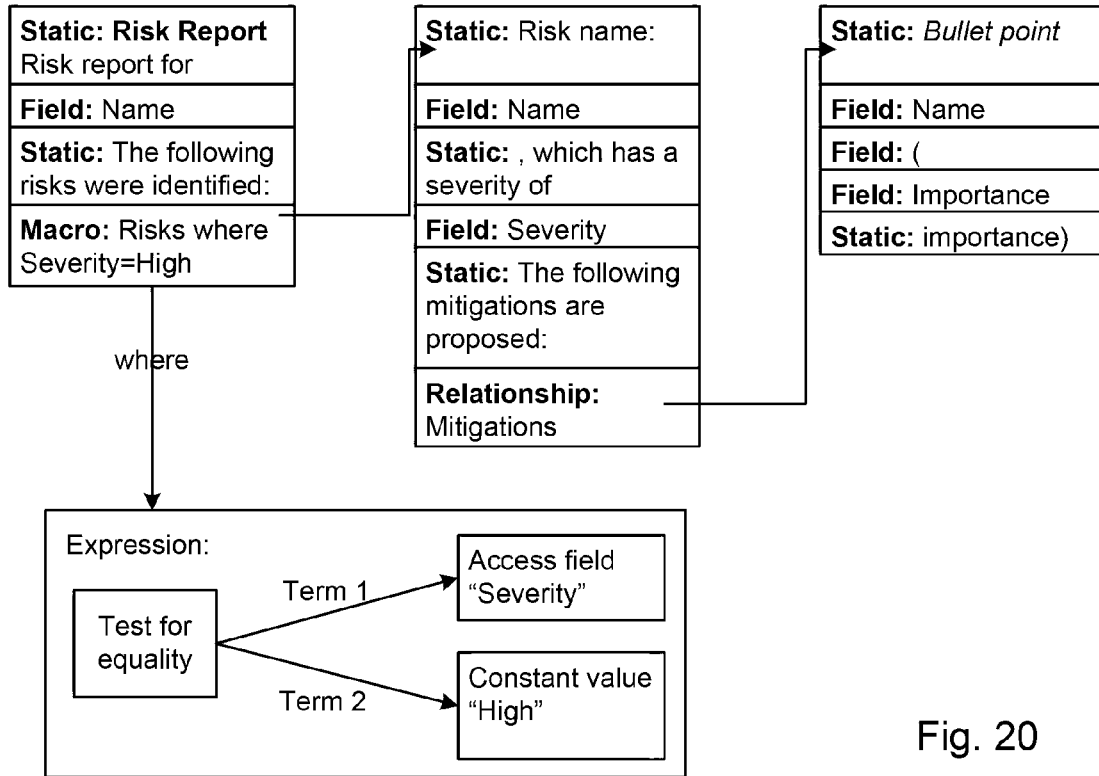 Static: Risk Report
Risk report for
Field: Name
Static: The following
risks were identified:
Macro: Risks where
Severity=High
Static: Risk name:
Field: Name
Static: , which has a
severity of
Field: Severity
Static: The following
mitigations are
proposed:
Relationship:
Mitigations
Static: Bullet point
Field: Name
Field: (
Field: Importance
Static: importance)
where
Expression:
Test for
equality
Term 1
Term 2
Access field
“Severity”
Constant value
“High”
Fig. 20